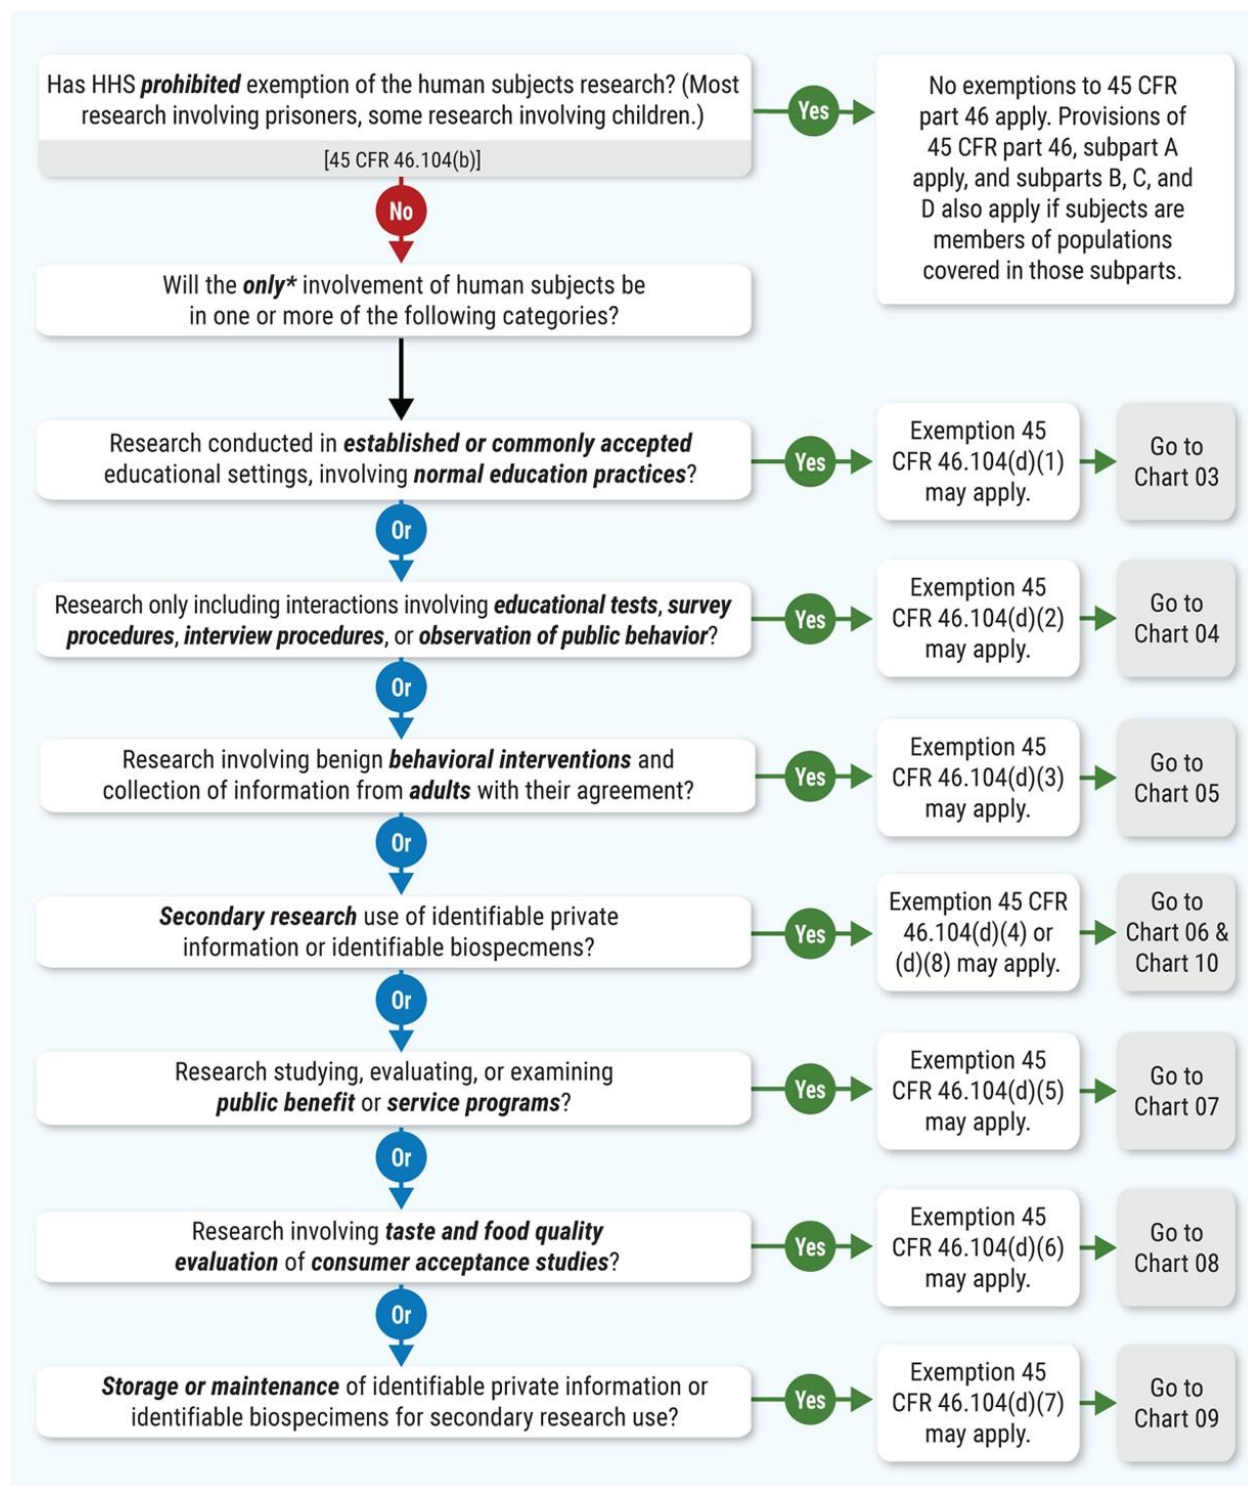 Has HHS prohibited exemption of the human subjects research? (Most
research involving prisoners, some research involving children.)
[45 CFR 46.104(b)]
Yes
No exemptions to 45 CFR
part 46 apply. Provisions of
45 CFR part 46, subpart A
apply, and subparts B, C, and
D also apply if subjects are
members of populations
covered in those subparts.
No
Will the only* involvement of human subjects be
in one or more of the following categories?
Research conducted in established or commonly accepted
educational settings, involving normal education practices?
Yes
Exemption 45
CFR 46.104(d)(1)
may apply.
Go to
Chart 03
Or
Research only including interactions involving educational tests, survey
procedures, interview procedures, or observation of public behavior?
Yes
Exemption 45
CFR 46.104(d)(2)
may apply.
Go to
Chart 04
Or
Research involving benign behavioral interventions and
collection of information from adults with their agreement?
Yes
Exemption 45
CFR 46.104(d)(3)
may apply.
Go to
Chart 05
Or
Secondary research use of identifiable private
information or identifiable biospecmens?
Yes
Exemption 45 CFR
46.104(d)(4) or
(d)(8) may apply.
Go to
Chart 06 &
Chart 10
Or
Research studying, evaluating, or examining
public benefit or service programs?
Yes
Exemption 45
CFR 46.104(d)(5)
may apply.
Go to
Chart 07
Or
Research involving taste and food quality
evaluation of consumer acceptance studies?
Yes
Exemption 45
CFR 46.104(d)(6)
may apply.
Go to
Chart 08
Or
Storage or maintenance of identifiable private information or
identifiable biospecimens for secondary research use?
Yes
Exemption 45
CFR 46.104(d)(7)
may apply.
Go to
Chart 09